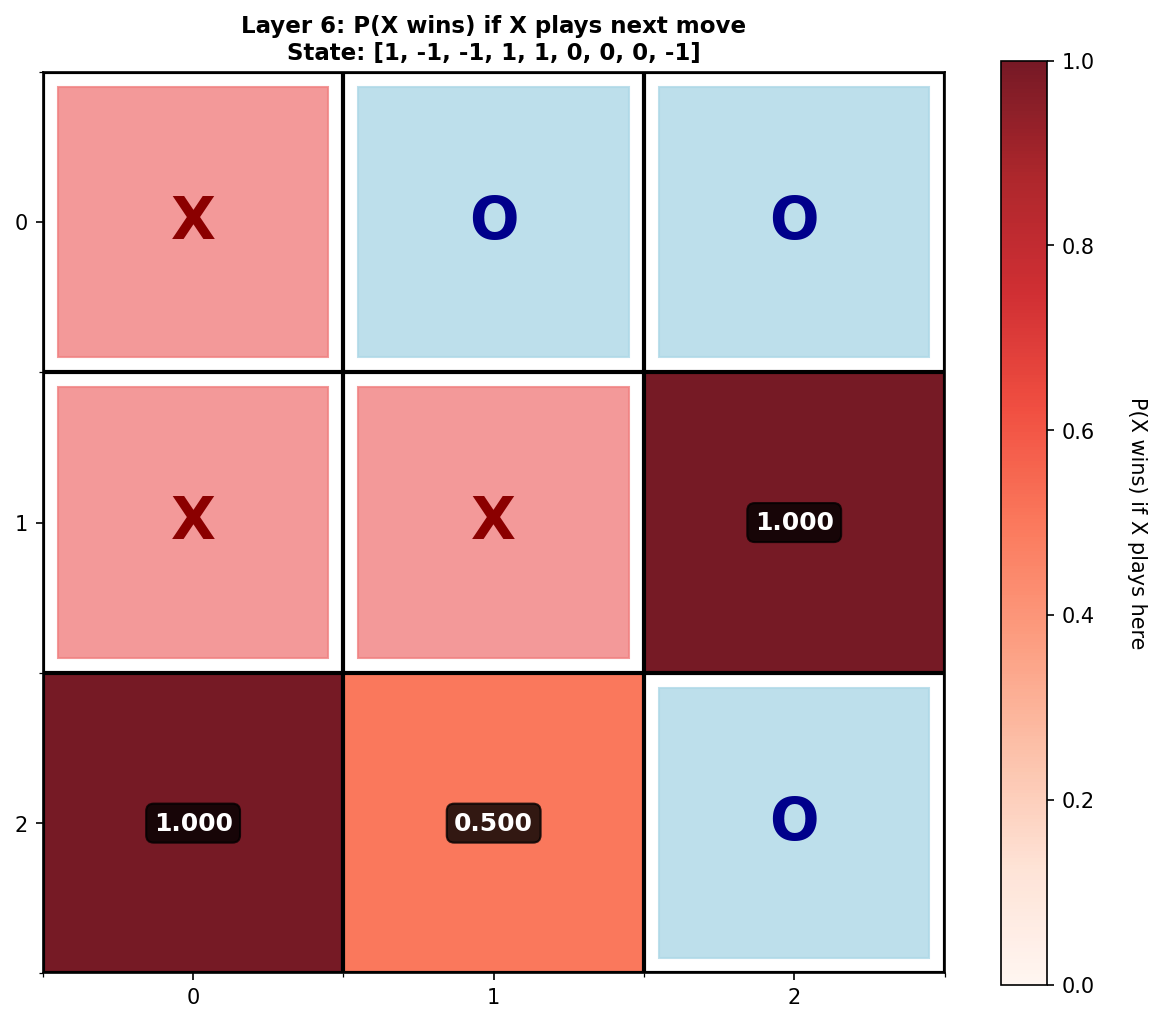 Layer 6: P(X wins) if X plays next move
State: [1, -1, -1, 1, 1, 0, 0, 0, -1]
1.0
0.8
0.6
0.4
0.2
0.0
P(X wins) if X plays here
0
X
O
O
1
X
X
1.000
2
1.000
0.500
O
0
1
2